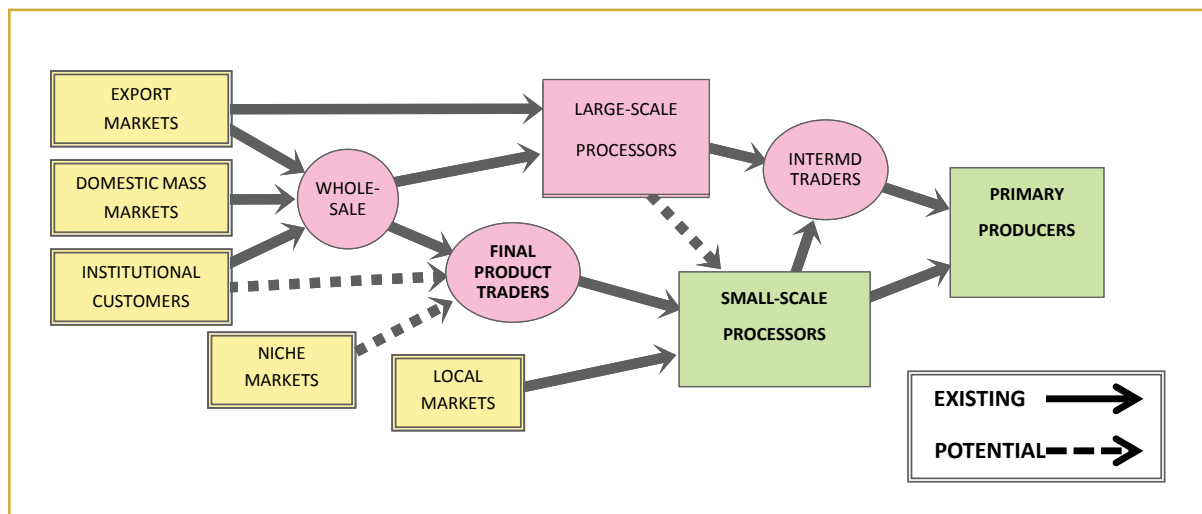 EXPORT
MARKETS
DOMESTIC MASS
MARKETS
INSTITUTIONAL
CUSTOMERS
NICHE
MARKETS
LOCAL
MARKETS
WHOLE-
SALE
FINAL
PRODUCT
TRADERS
LARGE-SCALE
PROCESSORS
SMALL-SCALE
PROCESSORS
INTERMD
TRADERS
PRIMARY
PRODUCERS
EXISTING
POTENTIAL